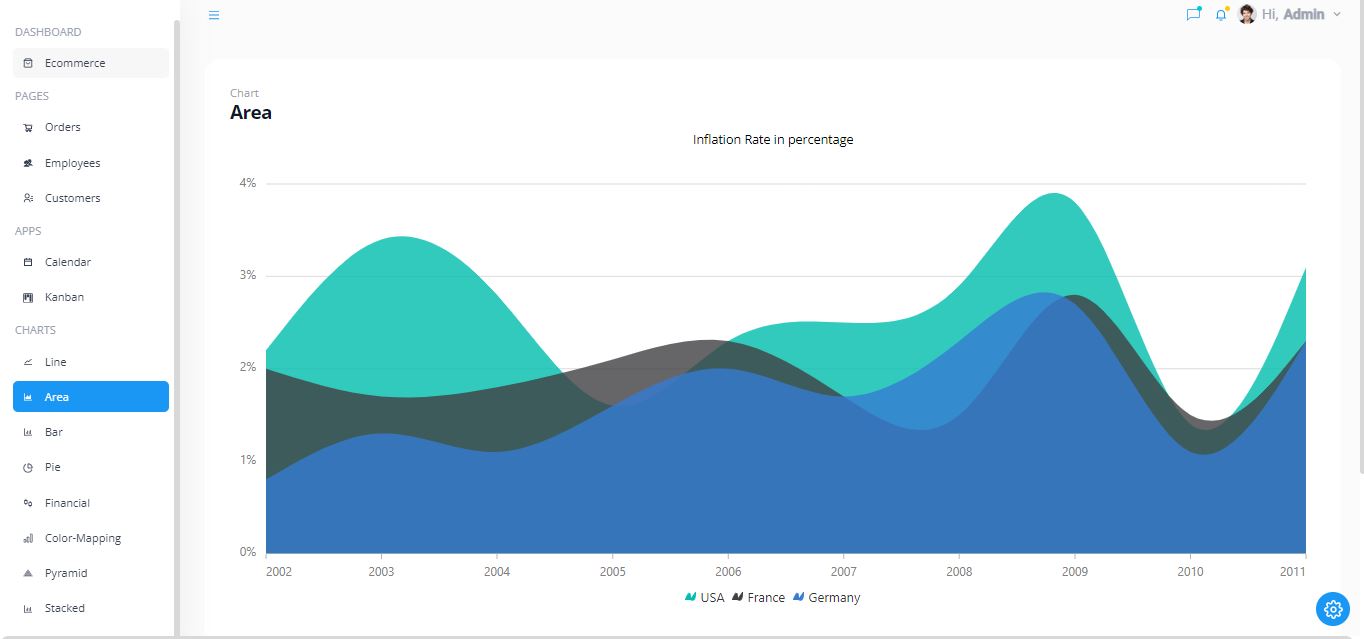 DASHBOARD
Ecommerce
PAGES
Orders
Employees
Customers
APPS
Calendar
Kanban
CHARTS
Line
Area
Bar
Pie
Financial
Color-Mapping
Pyramid
Stacked
Hi, Admin
Chart
Area
Inflation Rate in percentage
4%
3%
2%
1%
0%
2002 2003 2004 2005 2006 2007 2008 2009 2010 2011
USA France Germany